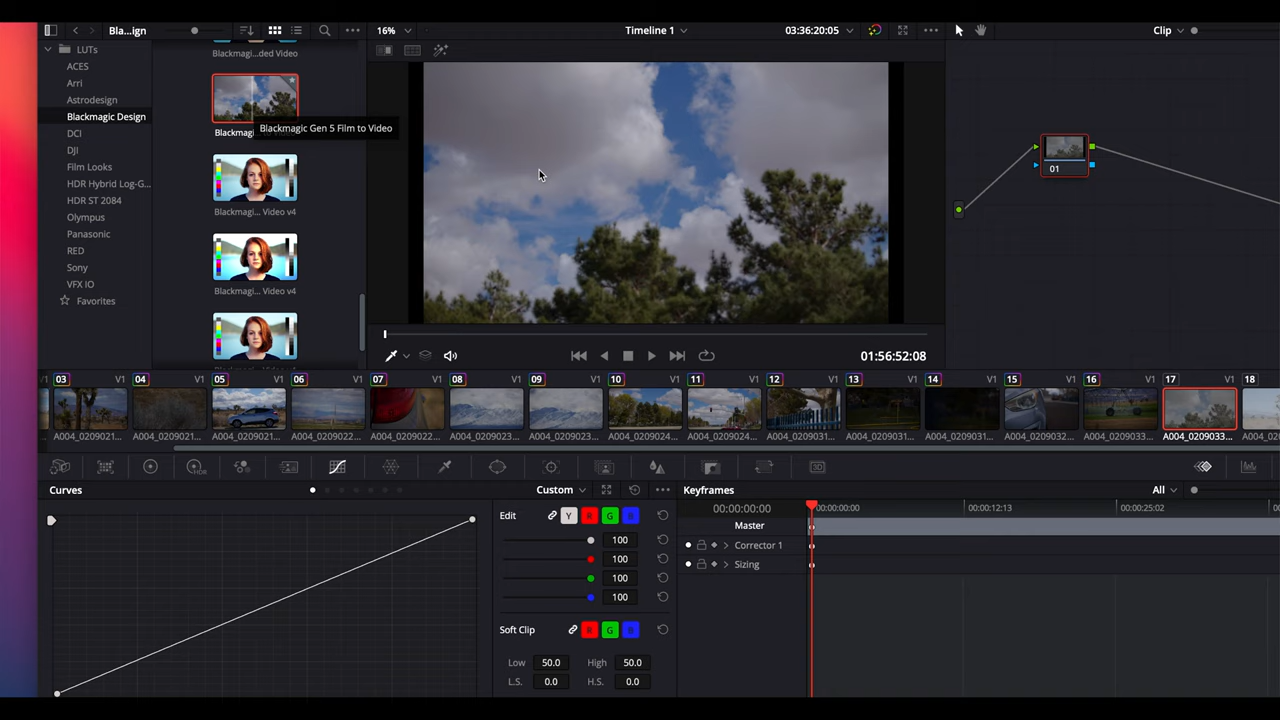 Bla...ign
16%
Timeline 1
03:36:20:05
Clip
LUTs
ACES
Arri
Astrodesign
Blackmagic Design
DCI
DJI
Film Looks
HDR Hybrid Log-G...
HDR ST 2084
Olympus
Panasonic
RED
Sony
VFX IO
Favorites
Blackmagi...ded Video
Blackmagi
Blackmagic Gen 5 Film to Video
Blackmagi... Video v4
Blackmagi... Video v4
01
01:56:52:08
03 V1
04 V1
05 V1
06 V1
07 V1
08 V1
09 V1
10 V1
11 V1
12 V1
13 V1
14 V1
15 V1
16 V1
17 V1
18
A004_0209021...
A004_0209021...
A004_0209021...
A004_0209022...
A004_0209022...
A004_0209023...
A004_0209023...
A004_0209024...
A004_0209024...
A004_0209031...
A004_0209031...
A004_0209031...
A004_0209032...
A004_0209033...
A004_0209033...
A004_02
HDR
3D
Curves
Custom
Edit
Y R G B
100
100
100
100
Soft Clip
R G B
Low 50.0 High 50.0
L.S. 0.0 H.S. 0.0
Keyframes
All
00:00:00:00
00:00:00:00
00:00:12:13
00:00:25:02
Master
Corrector 1
Sizing